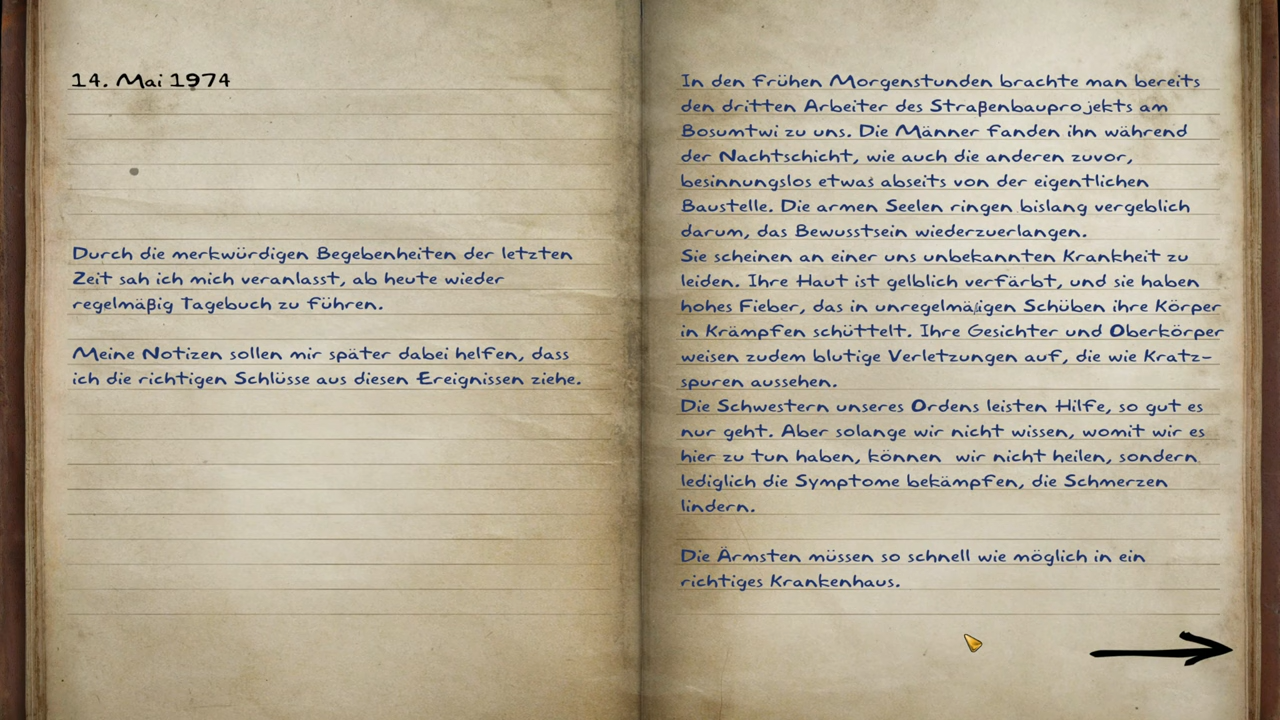 14. Mai 1974
Durch die merkwürdigen Begebenheiten der letzten
Zeit sah ich mich veranlasst, ab heute wieder
regelmäßig Tagebuch zu führen.
Meine Notizen sollen mir später dabei helfen, dass
ich die richtigen Schlüsse aus diesen Ereignissen ziehe.
In den frühen Morgenstunden brachte man bereits
den dritten Arbeiter des Straßenbauprojekts am
Bosumtwi zu uns. Die Männer fanden ihn während
der Nachtschicht, wie auch die anderen zuvor,
besinnungslos etwas abseits von der eigentlichen
Baustelle. Die armen Seelen ringen bislang vergeblich
darum, das Bewusstsein wiederzuerlangen.
Sie scheinen an einer uns unbekannten Krankheit zu
leiden. Ihre Haut ist gelblich verfärbt, und sie haben
hohes Fieber, das in unregelmäßigen Schüben ihre Körper
in Krämpfen schüttelt. Ihre Gesichter und Oberkörper
weisen zudem blutige Verletzungen auf, die wie Kratz-
spuren aussehen.
Die Schwestern unseres Ordens leisten Hilfe, so gut es
nur geht. Aber solange wir nicht wissen, womit wir es
hier zu tun haben, können wir nicht heilen, sondern
lediglich die Symptome bekämpfen, die Schmerzen
lindern.
Die Ärmsten müssen so schnell wie möglich in ein
richtiges Krankenhaus.